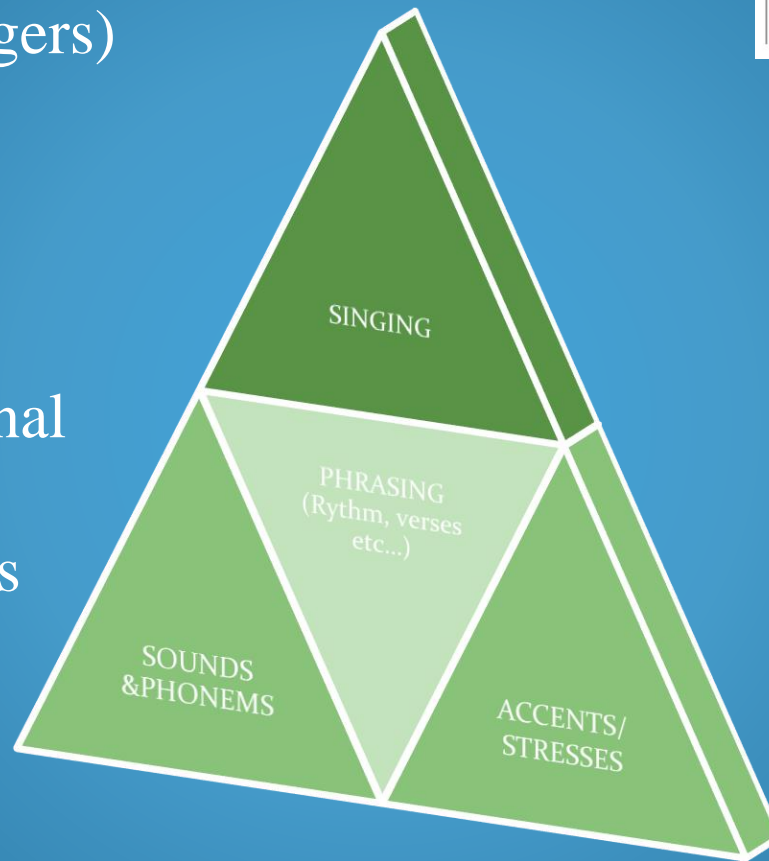 gers)
nal
s
SINGING
PHRASING
(Rythm, verses
etc...)
SOUNDS
&PHONEMS
ACCENTS/
STRESSES